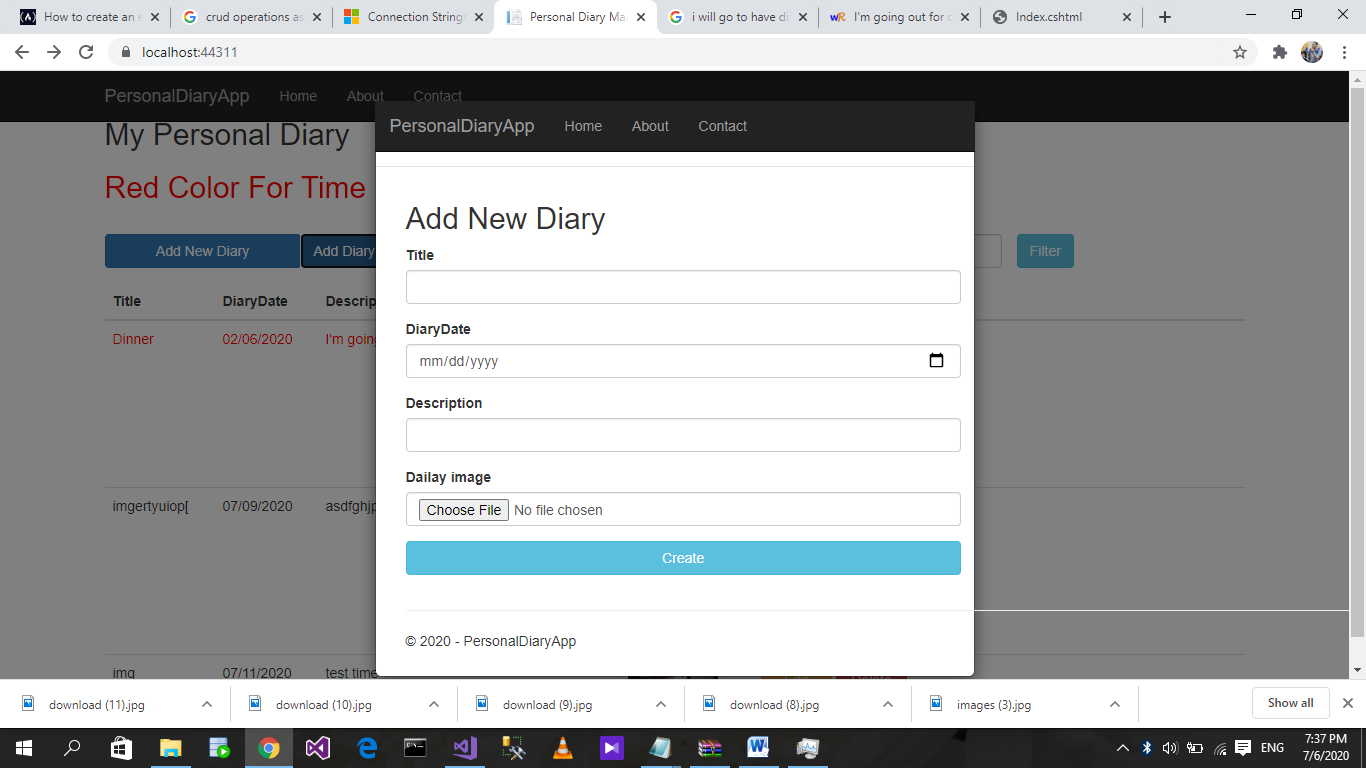 How to create an e
crud operations as
Connection String
Personal Diary Ma
i will go to have di
I'm going out for
Index.cshtml
localhost:44311
PersonalDiaryApp Home About Contact
My Personal Diary
Red Color For Time
Add New Diary Add Diary Filter
Title DiaryDate Descrip
Dinner 02/06/2020 I'm going
imgertyuiop[ 07/09/2020 asdfghjp
img 07/11/2020 test time
PersonalDiaryApp Home About Contact
Add New Diary
Title
DiaryDate
mm/dd/yyyy
Description
Dailay image
Choose File No file chosen
Create
© 2020 - PersonalDiaryApp
download (11).jpg
download (10).jpg
download (9).jpg
download (8).jpg
images (3).jpg
Show all
ENG
7:37 PM
7/6/2020